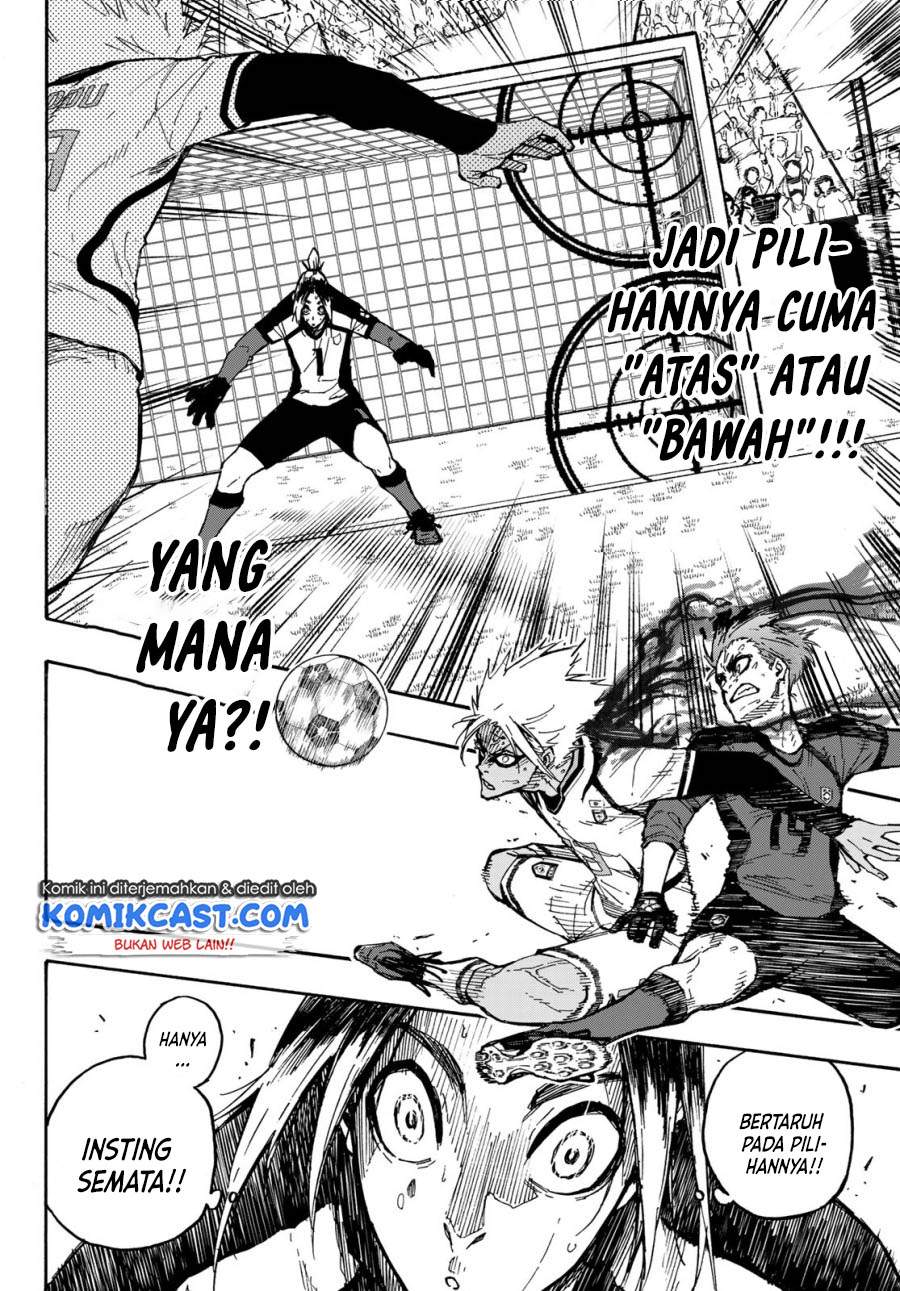 JADI PILI-
HANNYA CUMA
"ATAS" ATAU
"BAWAH"!!!
YANG
MANA
YA?!
Komik ini diterjemahkan & diedit oleh
KOMIKCAST.COM
BUKAN WEB LAIN!!
BERTARUH
PADA PILI-
HANNYA!!
HANYA
...
INSTING
SEMATA!!